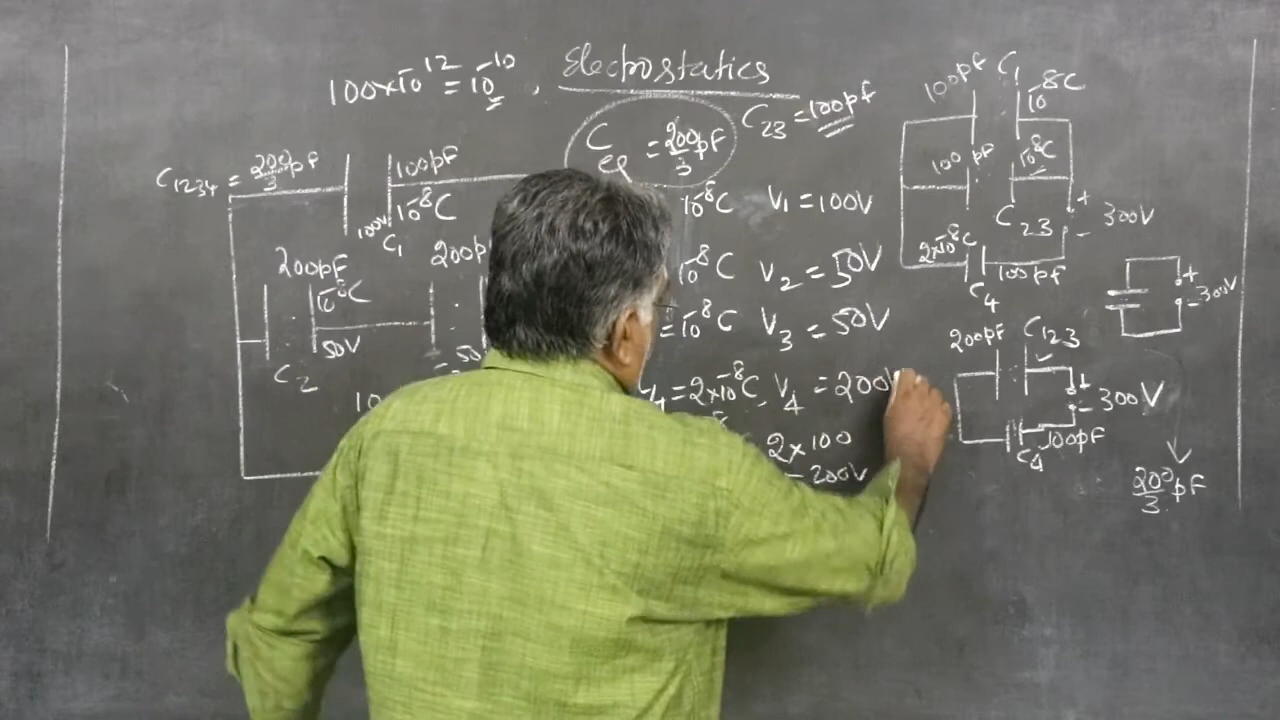 Electrostatics
100×10̄¹² = 10̄¹⁰
C₁₂₃₄ = 200/3 pF
100pF
10̄⁸C
100V
C₁
200pF
10̄⁸C
50V
C₂
Ceq = 200/3 pF
C₂₃ = 100pF
10̄⁸C V₁ = 100V
10̄⁸C V₂ = 50V
= 10̄⁸C V₃ = 50V
= 2×10̄⁸C, V₄ = 200V
2×100
= 200V
100pF C₁
10̄⁸C
100 pF 10̄⁸C
C₂₃
+
- 300V
2×10̄⁸C
100pF
C₄
+
- 300V
200pF C₁₂₃
+
- 300V
100pF
C₄
200/3 pF